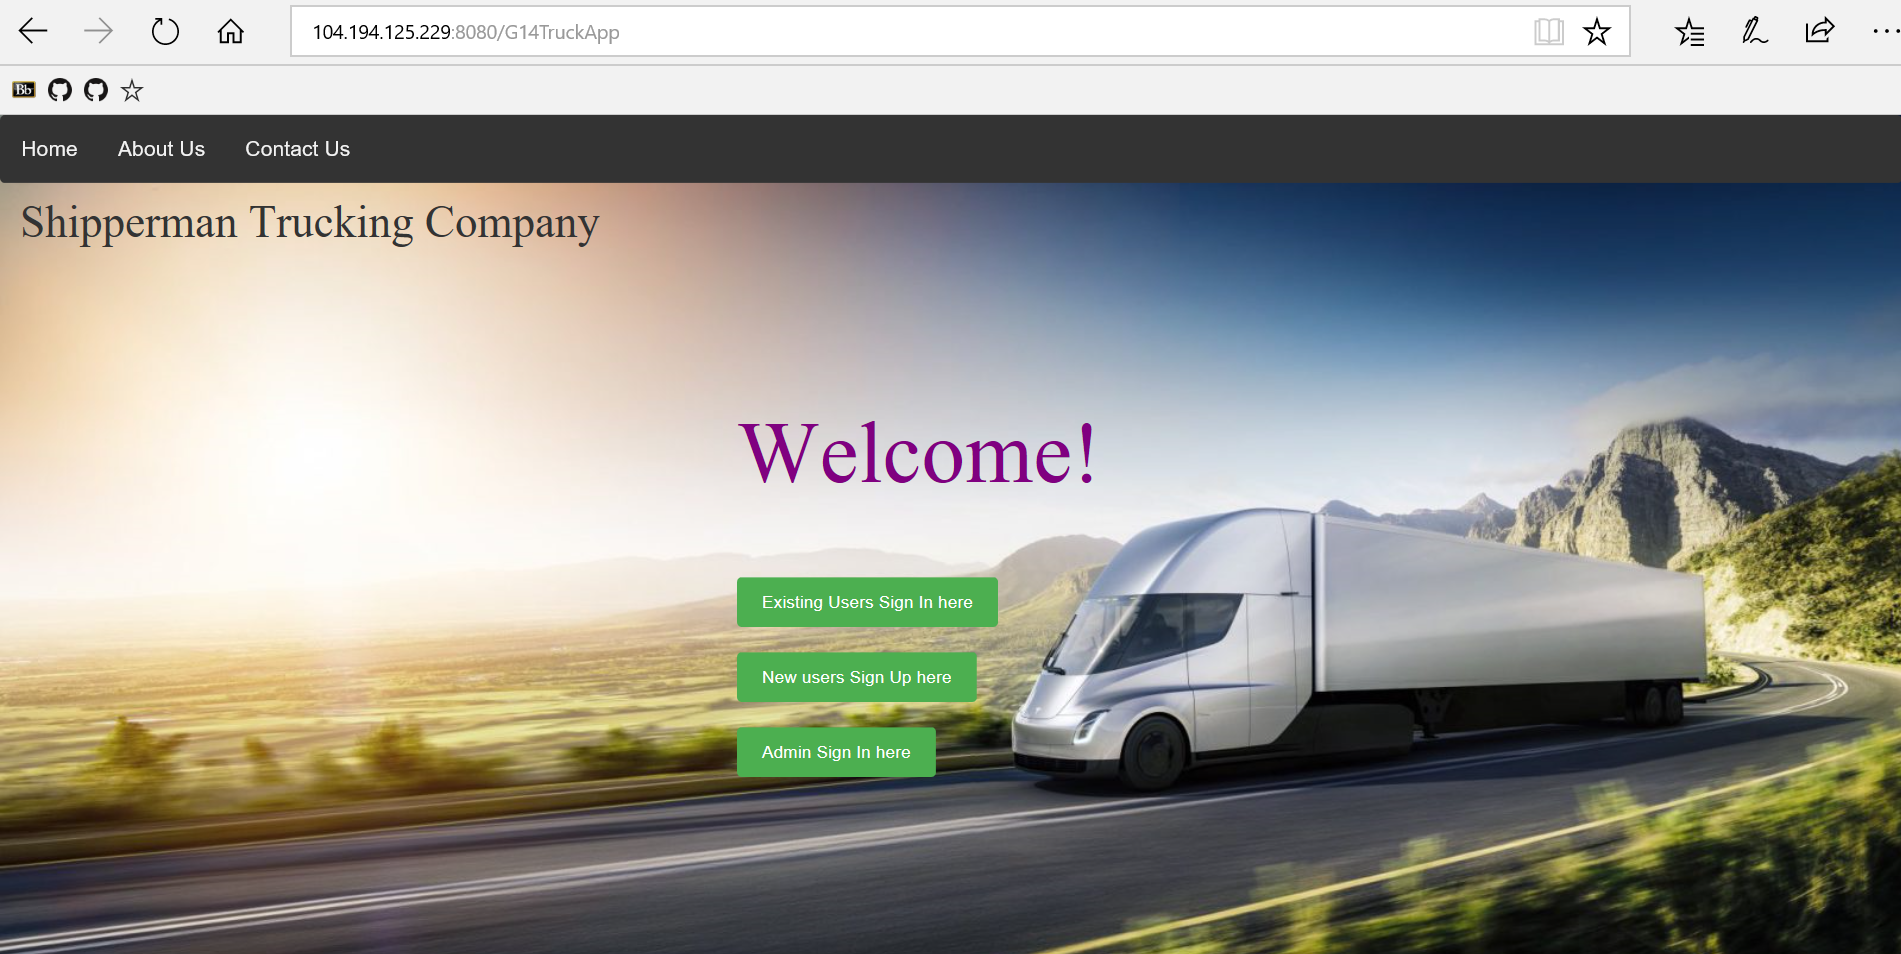 104.194.125.229:8080/G14TruckApp
Bb
Home About Us Contact Us
Shipperman Trucking Company
Welcome!
Existing Users Sign In here
New users Sign Up here
Admin Sign In here